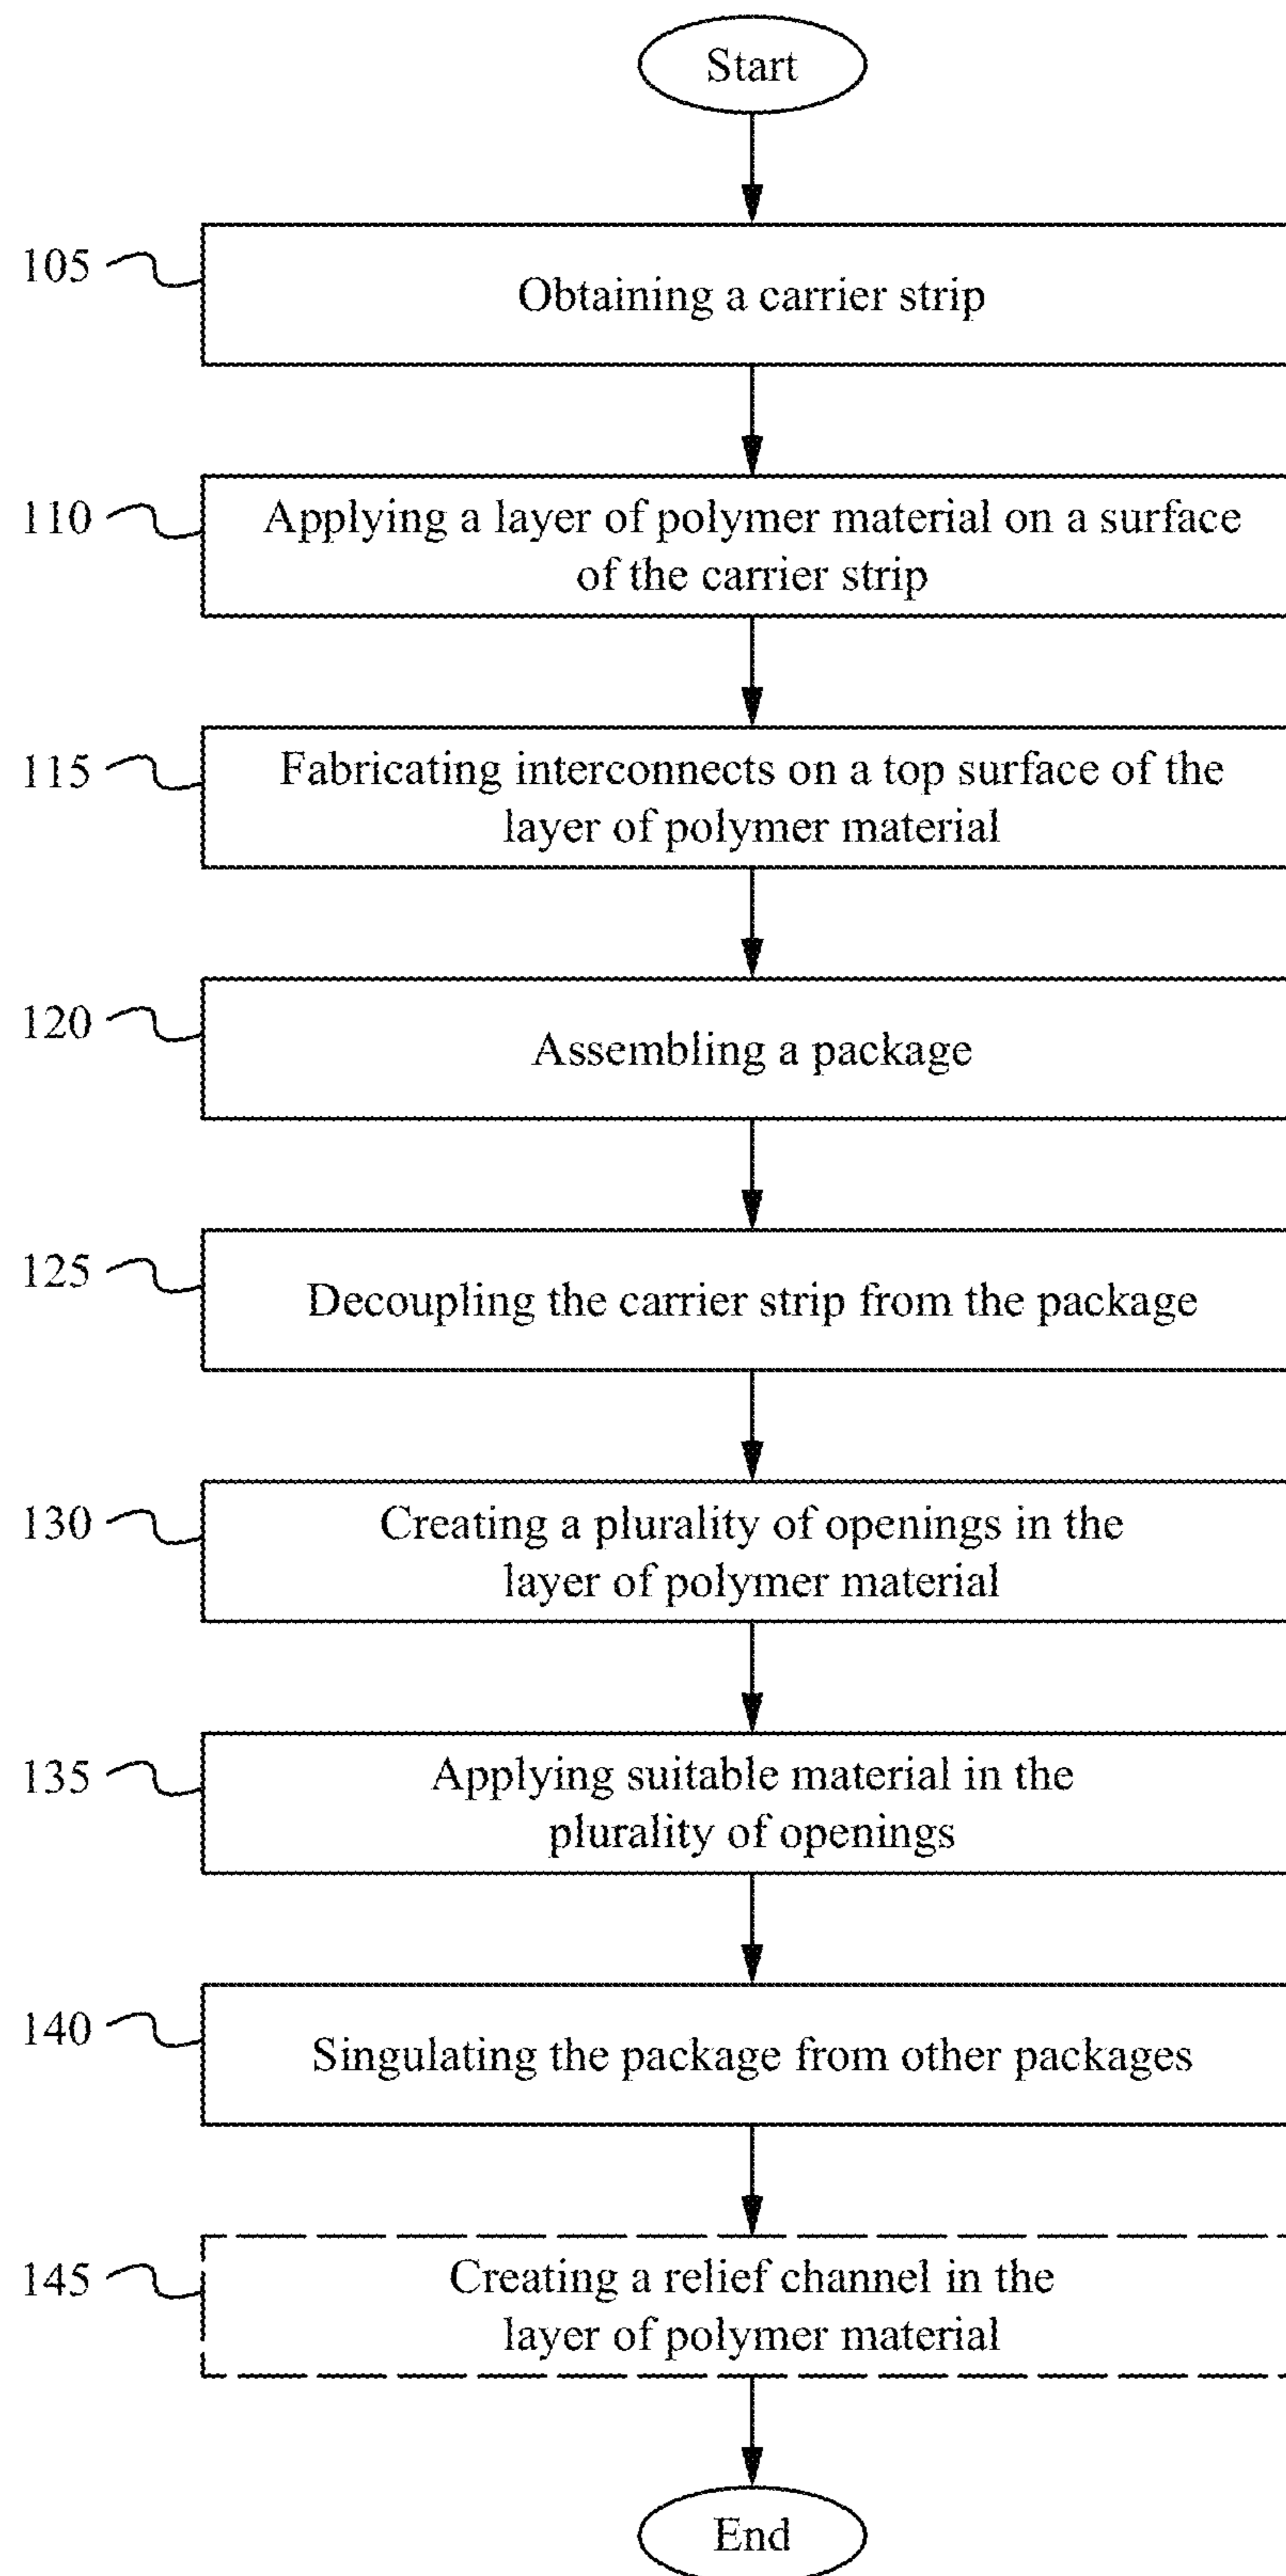 Start
105
Obtaining a carrier strip
110
Applying a layer of polymer material on a surface
of the carrier strip
115
Fabricating interconnects on a top surface of the
layer of polymer material
120
Assembling a package
125
Decoupling the carrier strip from the package
130
Creating a plurality of openings in the
layer of polymer material
135
Applying suitable material in the
plurality of openings
140
Singulating the package from other packages
145
Creating a relief channel in the
layer of polymer material
End